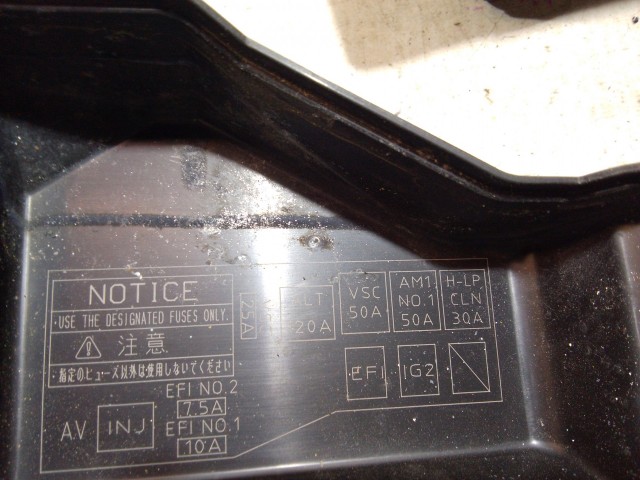 NOTICE
·USE THE DESIGNATED FUSES ONLY.
注意
·指定のヒューズ以外は使用しないでください
25A
LT
20A
VSC
50A
AM1
NO.1
50A
H-LP
CLN
30A
EFI
IG2
A.V
INJ
EFI NO.2
7.5A
EFI NO.1
10A